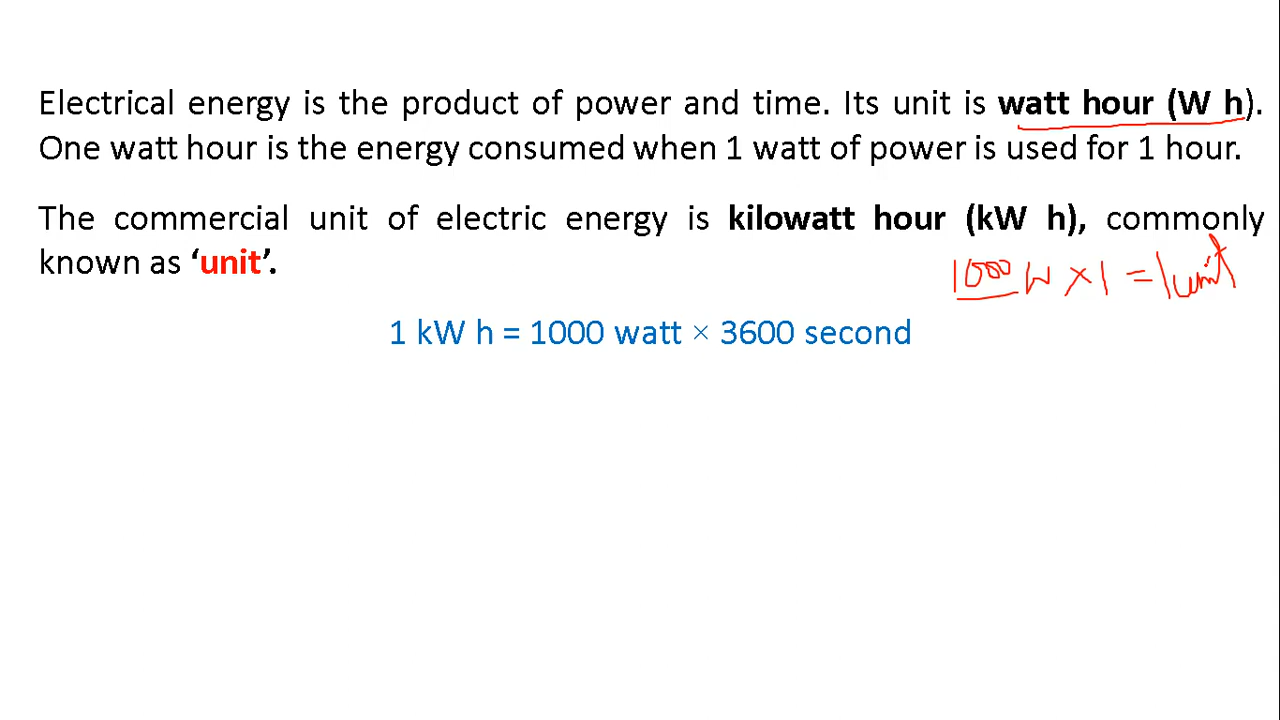 Electrical energy is the product of power and time. Its unit is watt hour (W h).
One watt hour is the energy consumed when 1 watt of power is used for 1 hour.
The commercial unit of electric energy is kilowatt hour (kW h), commonly
known as ‘unit’.
1000 W × 1 = 1 unit
1 kW h = 1000 watt × 3600 second